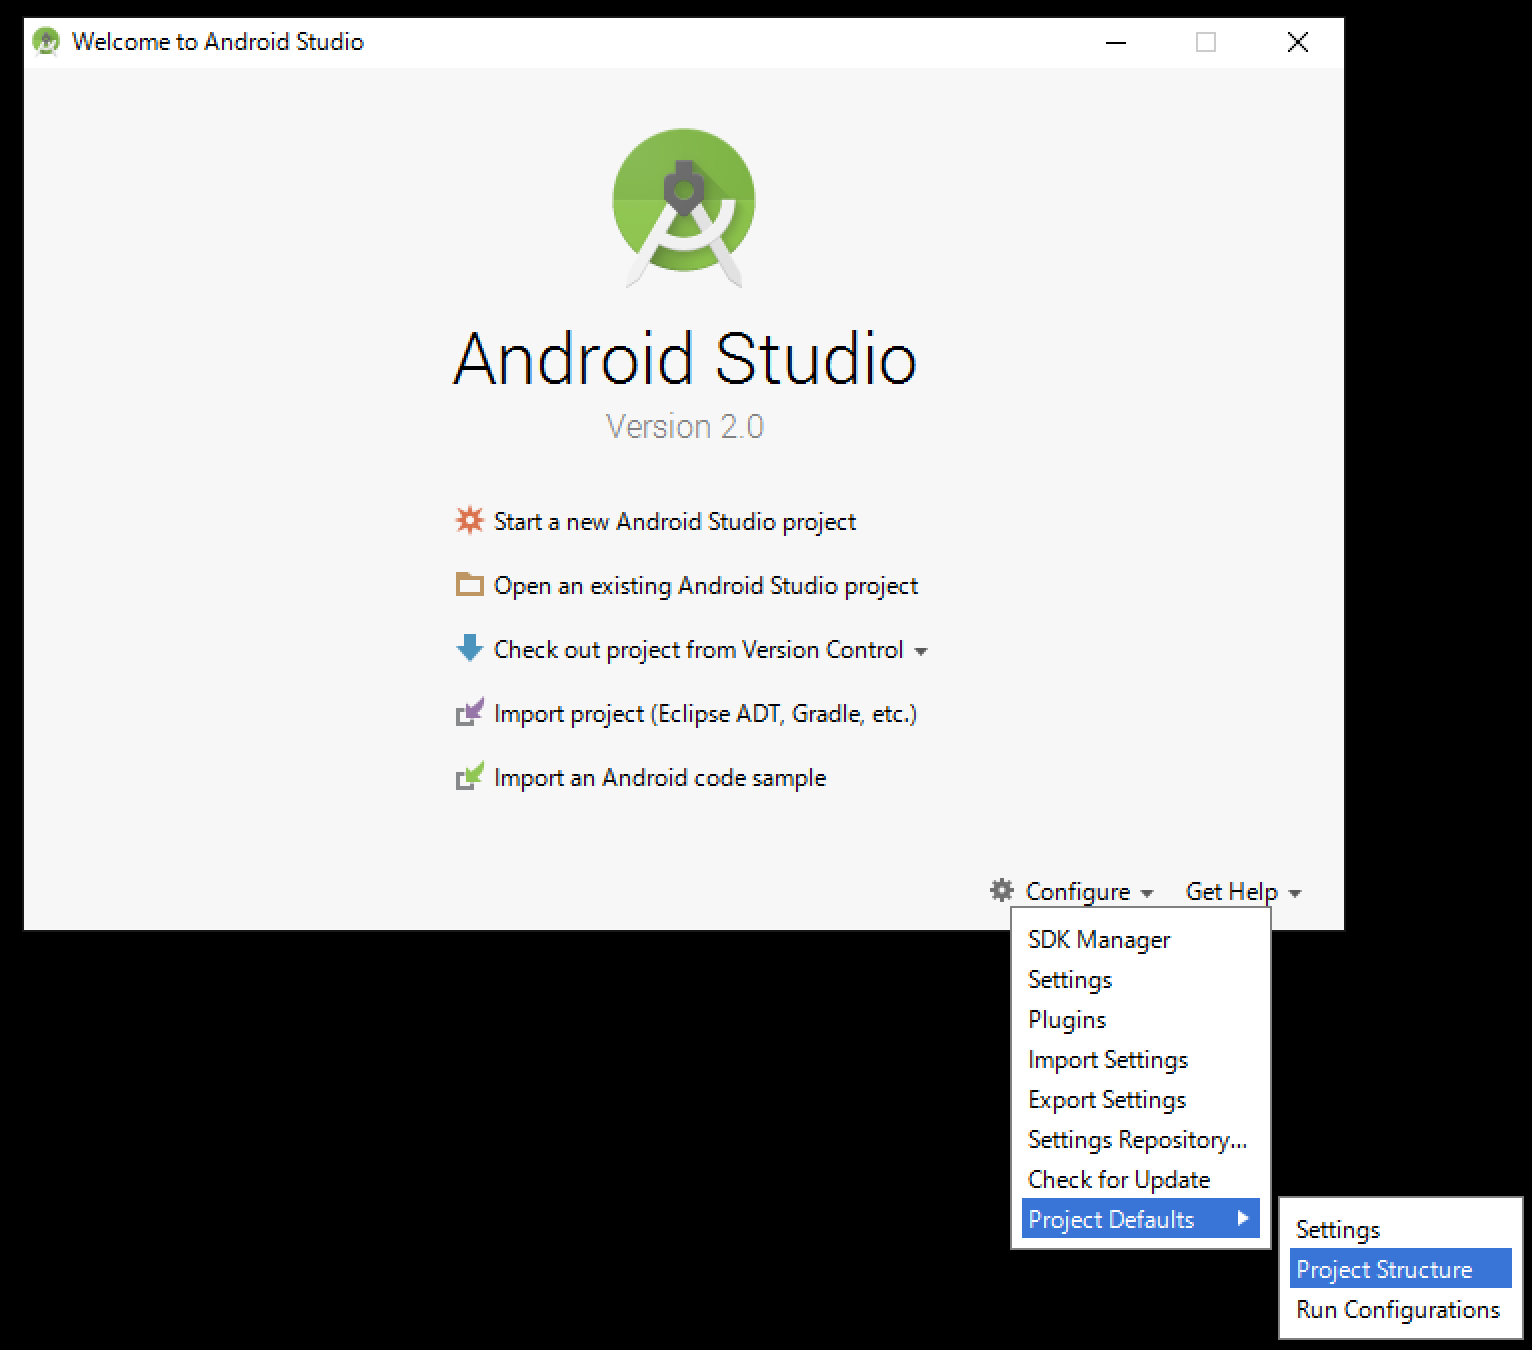 Welcome to Android Studio
Android Studio
Version 2.0
Start a new Android Studio project
Open an existing Android Studio project
Check out project from Version Control
Import project (Eclipse ADT, Gradle, etc.)
Import an Android code sample
Configure Get Help
SDK Manager
Settings
Plugins
Import Settings
Export Settings
Settings Repository...
Check for Update
Project Defaults
Settings
Project Structure
Run Configurations